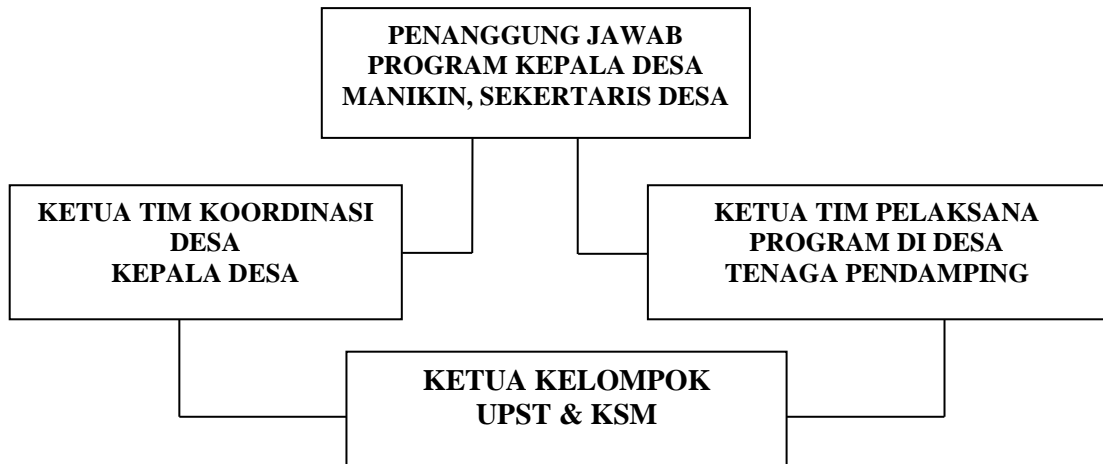 PENANGGUNG JAWAB
PROGRAM KEPALA DESA
MANIKIN, SEKERTARIS DESA
KETUA TIM KOORDINASI
DESA
KEPALA DESA
KETUA TIM PELAKSANA
PROGRAM DI DESA
TENAGA PENDAMPING
KETUA KELOMPOK
UPST & KSM